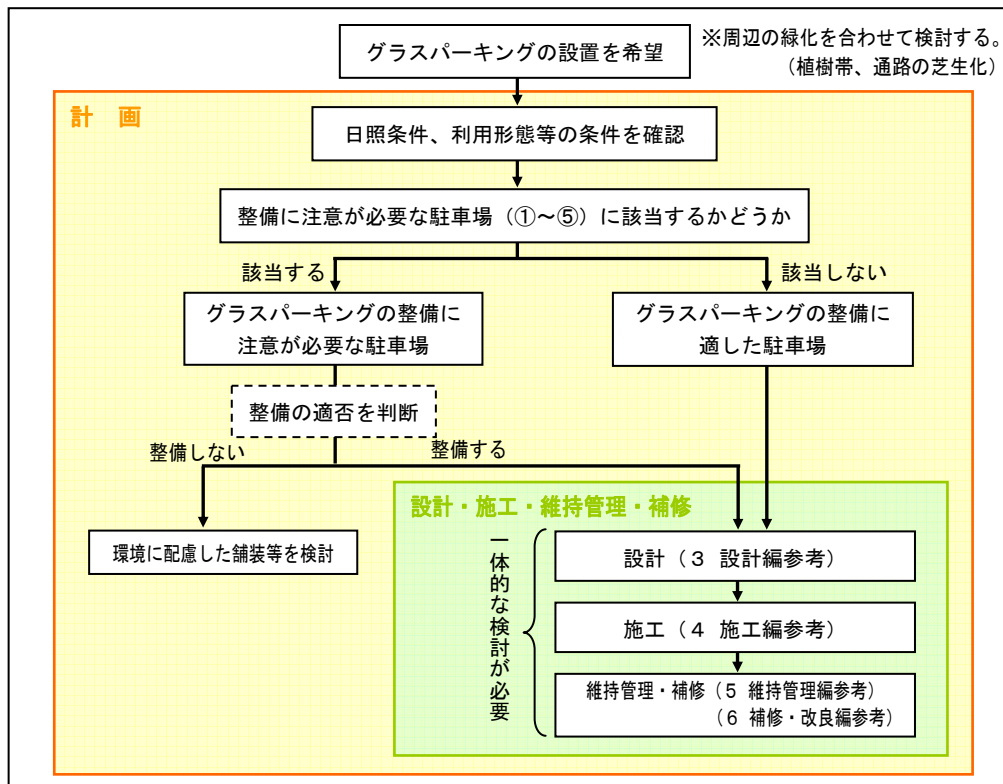 グラスパーキングの設置を希望
※周辺の緑化を合わせて検討する。
（植樹帯、通路の芝生化）
計　画
日照条件、利用形態等の条件を確認
整備に注意が必要な駐車場（①～⑤）に該当するかどうか
該当する
該当しない
グラスパーキングの整備に
注意が必要な駐車場
グラスパーキングの整備に
適した駐車場
整備の適否を判断
整備しない
整備する
環境に配慮した舗装等を検討
設計・施工・維持管理・補修
一体的な検討が必要
設計（３ 設計編参考）
施工（４ 施工編参考）
維持管理・補修（５ 維持管理編参考）
（６ 補修・改良編参考）